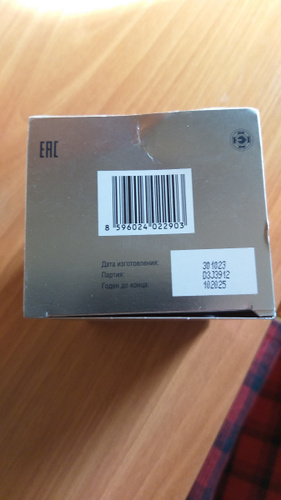 EAC
8 596024 022903
Дата изготовления: 301023
Партия: D3J3912
Годен до конца: 102025